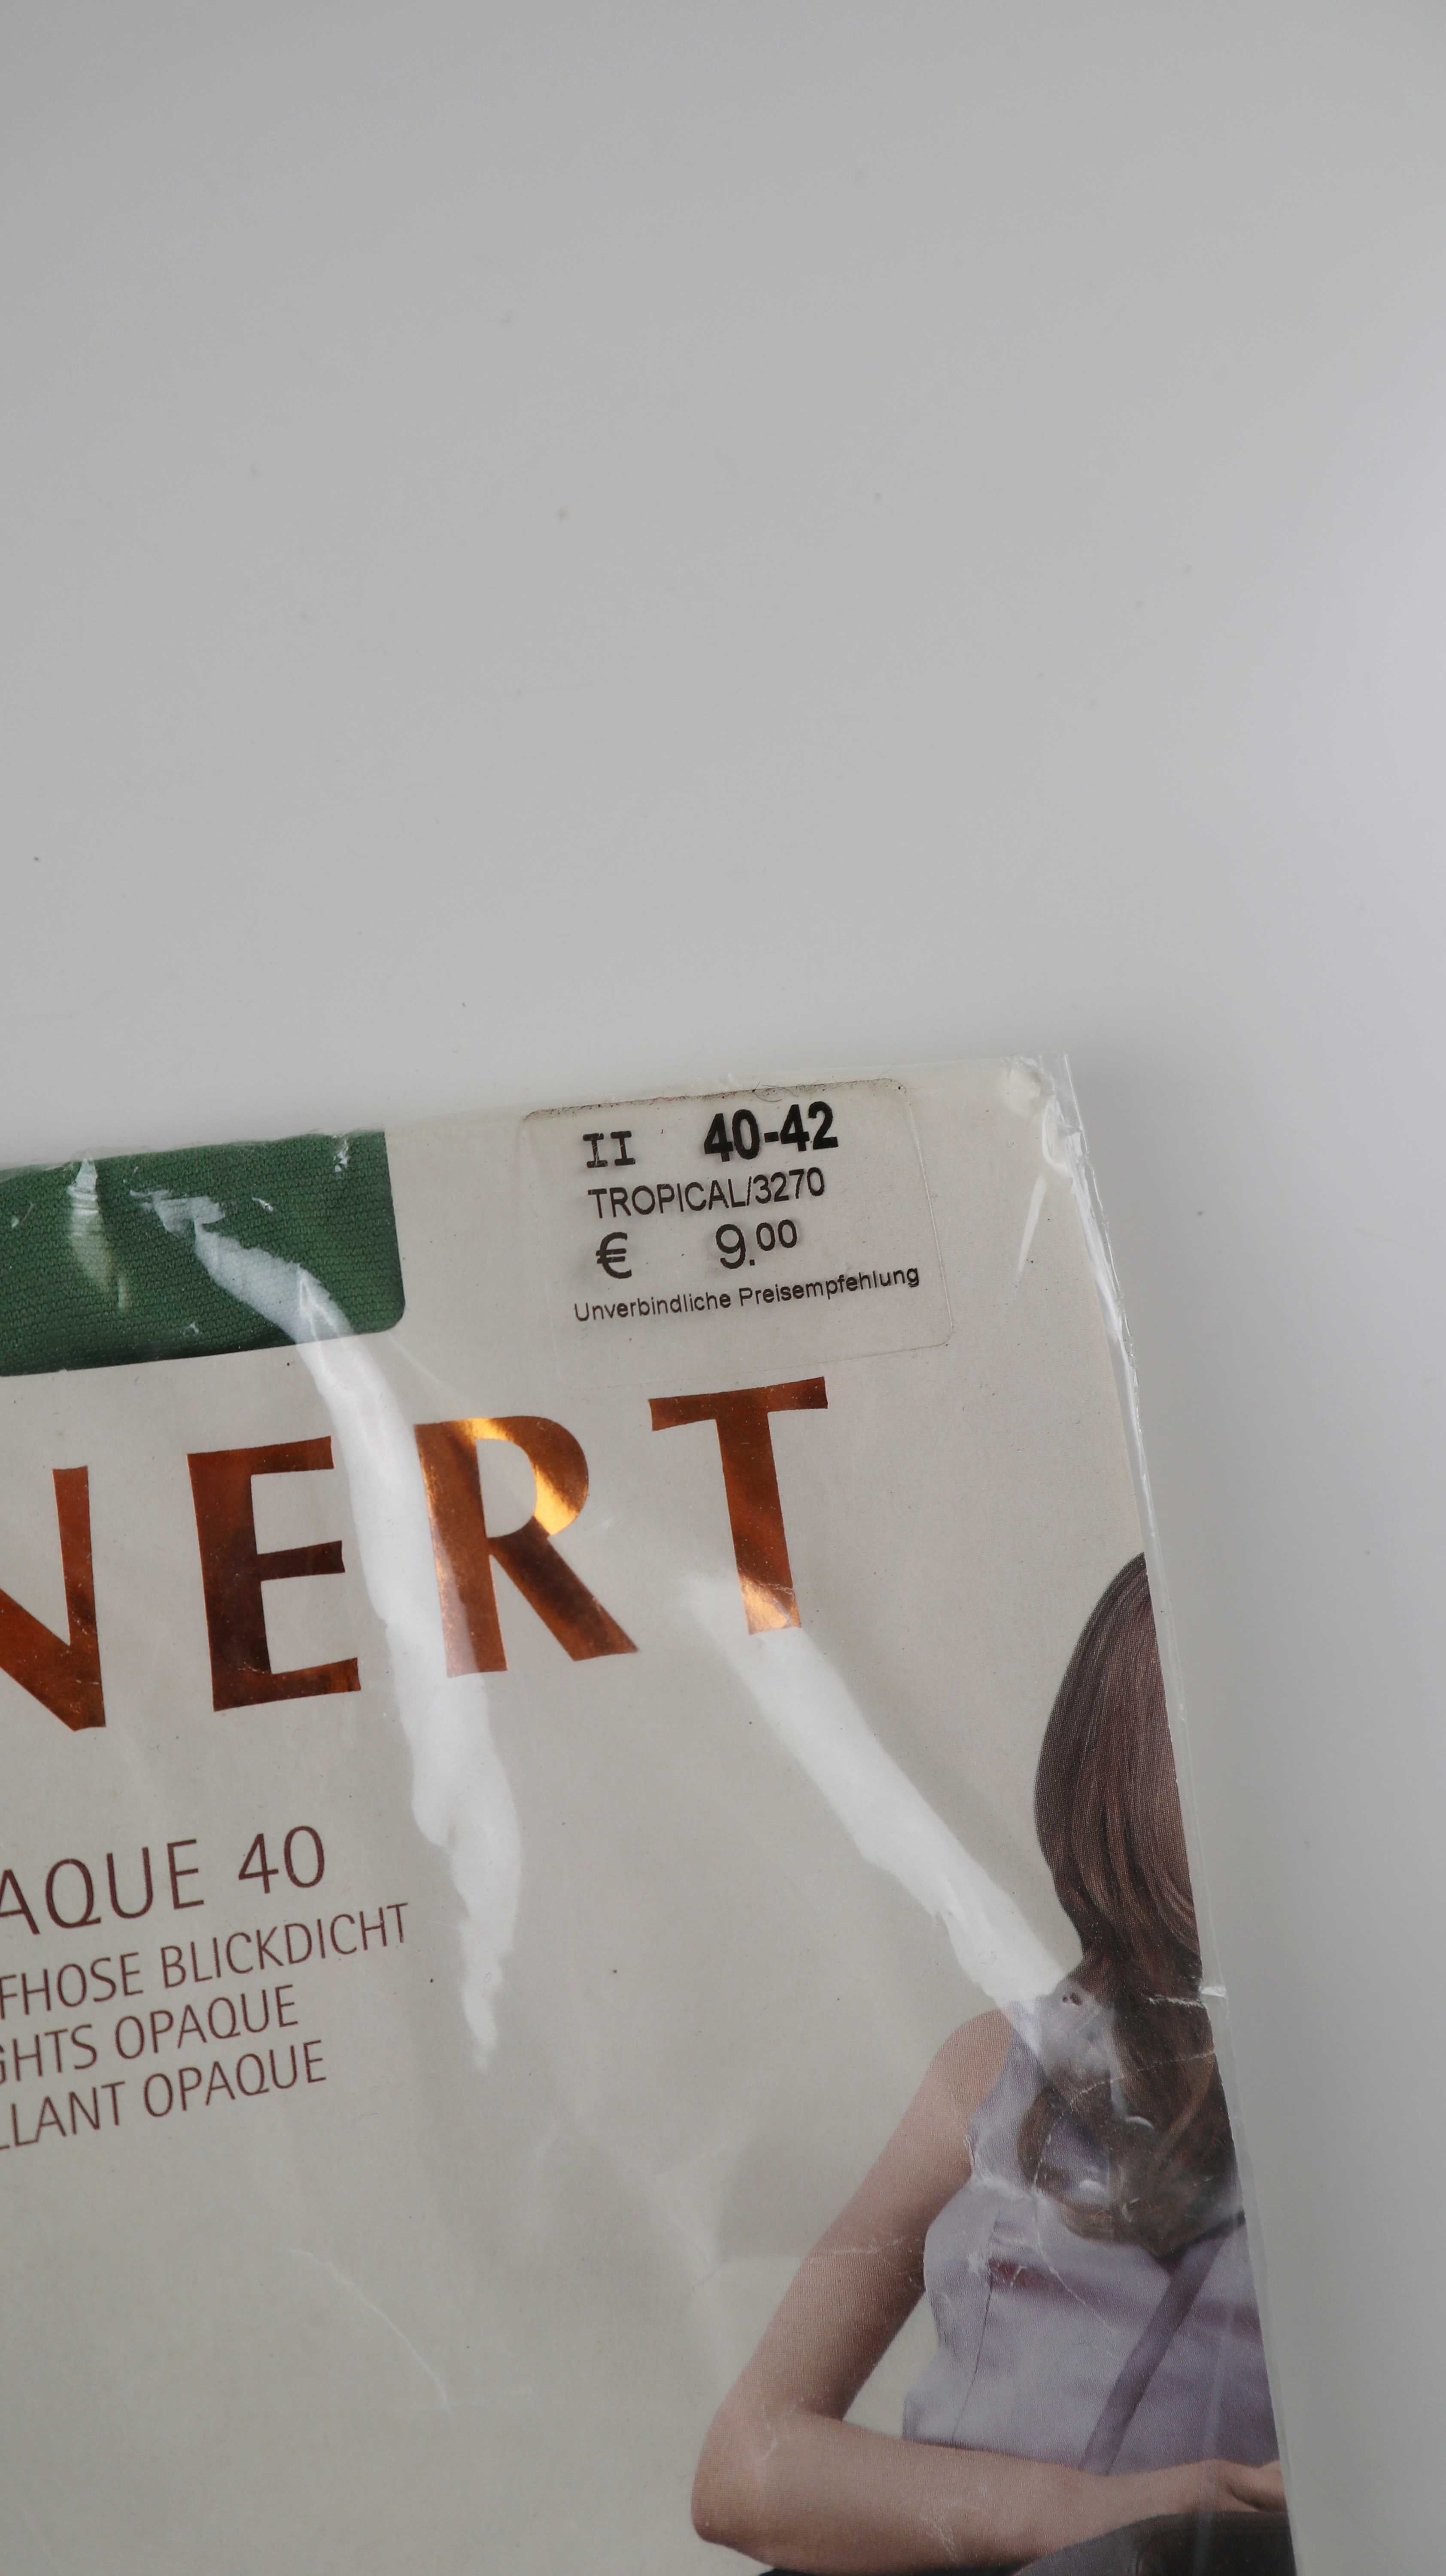 II 40-42
TROPICAL/3270
€ 9.00
Unverbindliche Preisempfehlung
NERT
AQUE 40
FHOSE BLICKDICHT
GHTS OPAQUE
LLANT OPAQUE